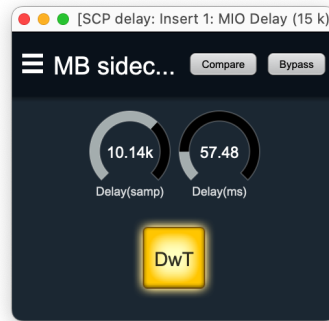 [SCP delay: Insert 1: MIO Delay (15 k)
MB sidec... Compare Bypass
10.14k 57.48
Delay(samp) Delay(ms)
DwT